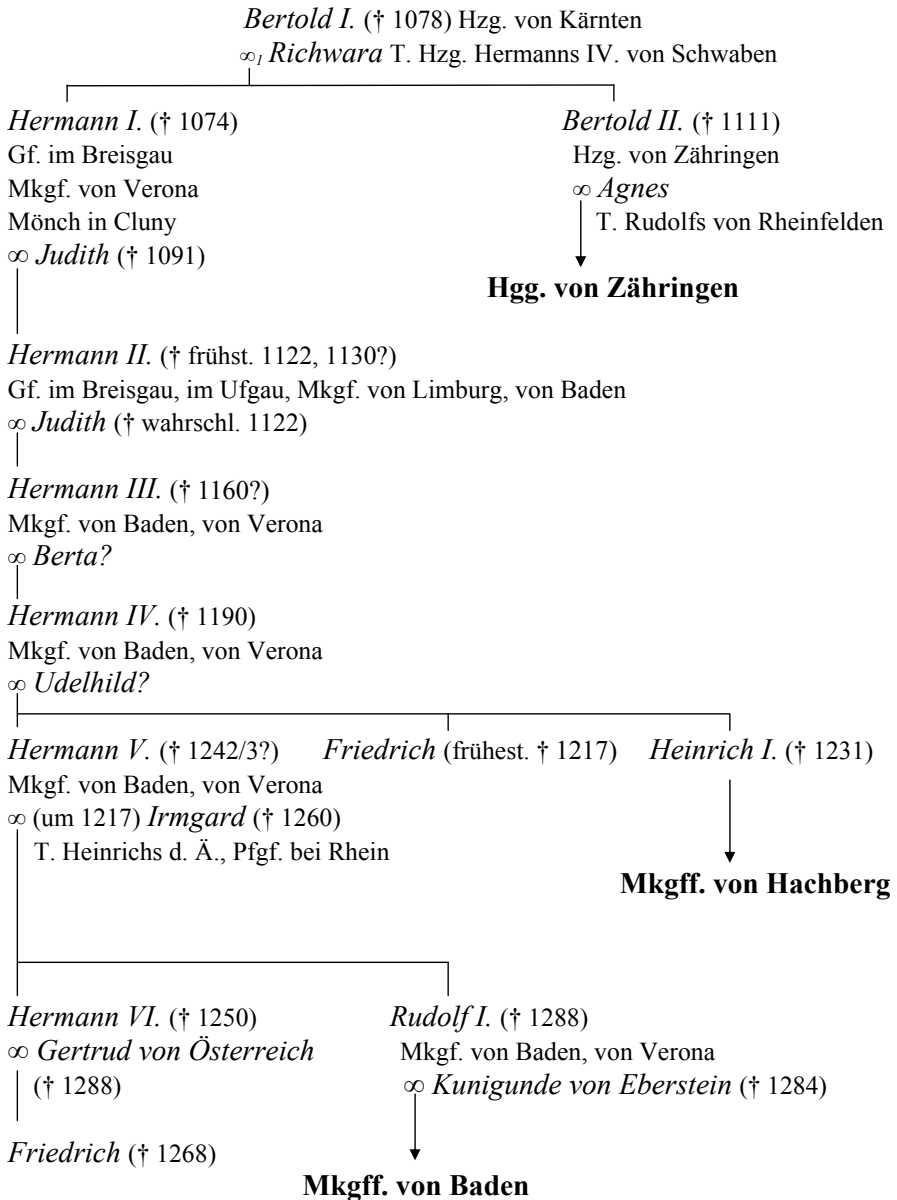 Bertold I. († 1078) Hzg. von Kärnten
∞1 Richwara T. Hzg. Hermanns IV. von Schwaben
Hermann I. († 1074)
Gf. im Breisgau
Mkgf. von Verona
Mönch in Cluny
∞ Judith († 1091)
Bertold II. († 1111)
Hzg. von Zähringen
∞ Agnes
T. Rudolfs von Rheinfelden
Hgg. von Zähringen
Hermann II. († frühst. 1122, 1130?)
Gf. im Breisgau, im Ufgau, Mkgf. von Limburg, von Baden
∞ Judith († wahrschl. 1122)
Hermann III. († 1160?)
Mkgf. von Baden, von Verona
∞ Berta?
Hermann IV. († 1190)
Mkgf. von Baden, von Verona
∞ Udelhild?
Hermann V. († 1242/3?)
Mkgf. von Baden, von Verona
∞ (um 1217) Irmgard († 1260)
T. Heinrichs d. Ä., Pfgf. bei Rhein
Friedrich (frühest. † 1217)
Heinrich I. († 1231)
Mkgff. von Hachberg
Hermann VI. († 1250)
∞ Gertrud von Österreich
(† 1288)
Friedrich († 1268)
Rudolf I. († 1288)
Mkgf. von Baden, von Verona
∞ Kunigunde von Eberstein († 1284)
Mkgff. von Baden